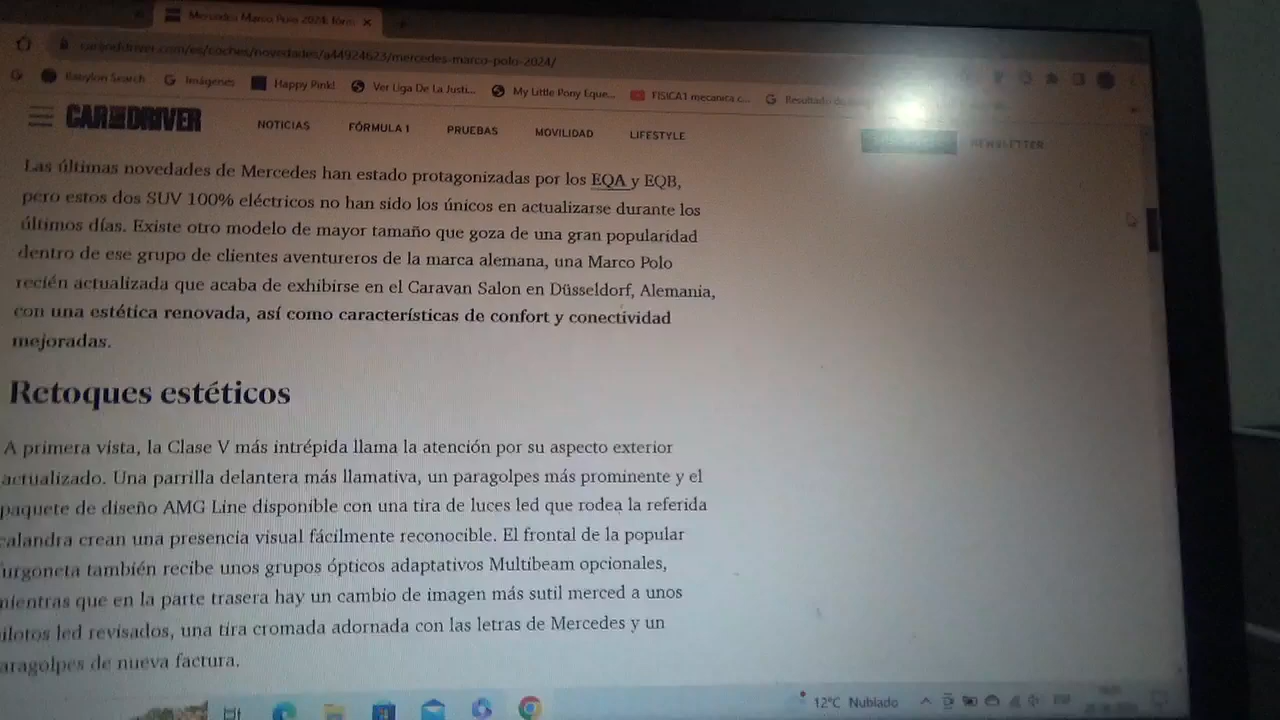 Mercedes Marco Polo 2024: fórm
caranddriver.com/es/coches/novedades/a44924623/mercedes-marco-polo-2024/
Babylon Search Imágenes Happy Pink! Ver Liga De La Justi... My Little Pony Eque... FISICA1 mecanica c... Resultado de
CAR AND DRIVER NOTICIAS FÓRMULA 1 PRUEBAS MOVILIDAD LIFESTYLE NEWSLETTER
Las últimas novedades de Mercedes han estado protagonizadas por los EQA y EQB,
pero estos dos SUV 100% eléctricos no han sido los únicos en actualizarse durante los
últimos días. Existe otro modelo de mayor tamaño que goza de una gran popularidad
dentro de ese grupo de clientes aventureros de la marca alemana, una Marco Polo
recién actualizada que acaba de exhibirse en el Caravan Salon en Düsseldorf, Alemania,
con una estética renovada, así como características de confort y conectividad
mejoradas.
Retoques estéticos
A primera vista, la Clase V más intrépida llama la atención por su aspecto exterior
actualizado. Una parrilla delantera más llamativa, un paragolpes más prominente y el
paquete de diseño AMG Line disponible con una tira de luces led que rodea la referida
calandra crean una presencia visual fácilmente reconocible. El frontal de la popular
urgoneta también recibe unos grupos ópticos adaptativos Multibeam opcionales,
mientras que en la parte trasera hay un cambio de imagen más sutil merced a unos
ilotos led revisados, una tira cromada adornada con las letras de Mercedes y un
aragolpes de nueva factura.
12°C Nublado